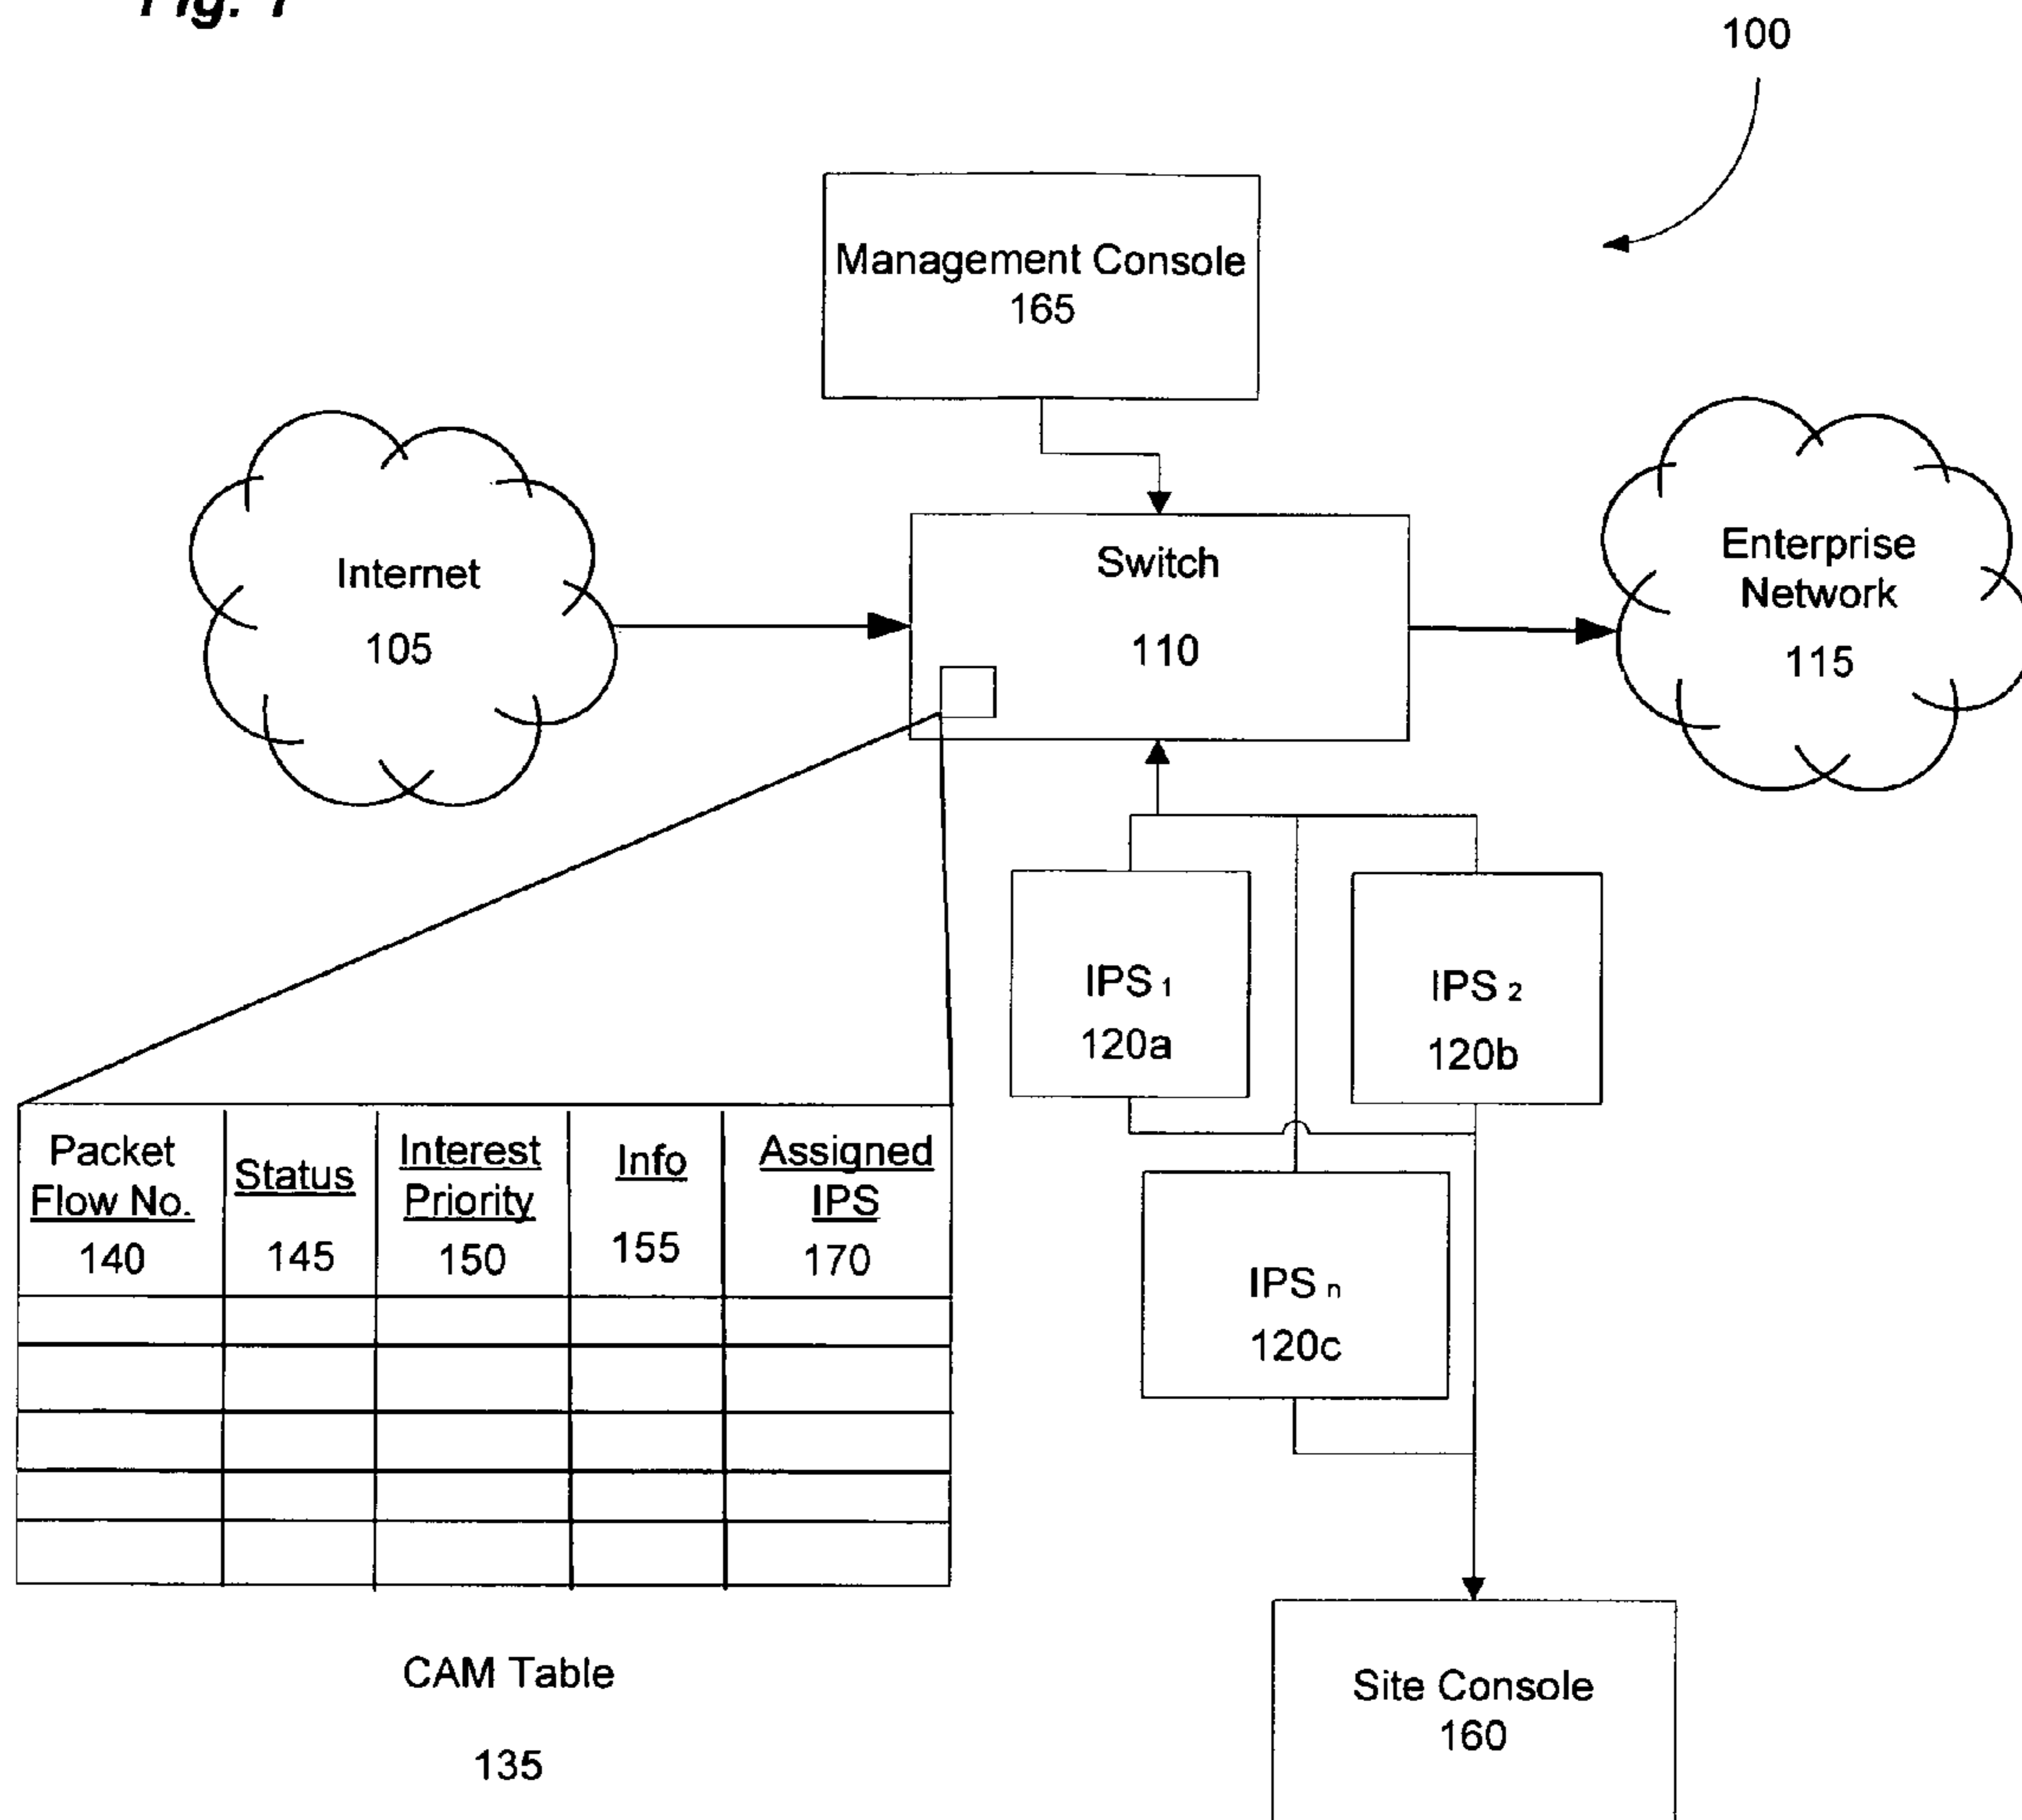 Fig. 1
100
Management Console
165
Internet
105
Switch
110
Enterprise
Network
115
IPS 1
120a
IPS 2
120b
IPS n
120c
Packet
Flow No.
140
Status
145
Interest
Priority
150
Info
155
Assigned
IPS
170
CAM Table
135
Site Console
160